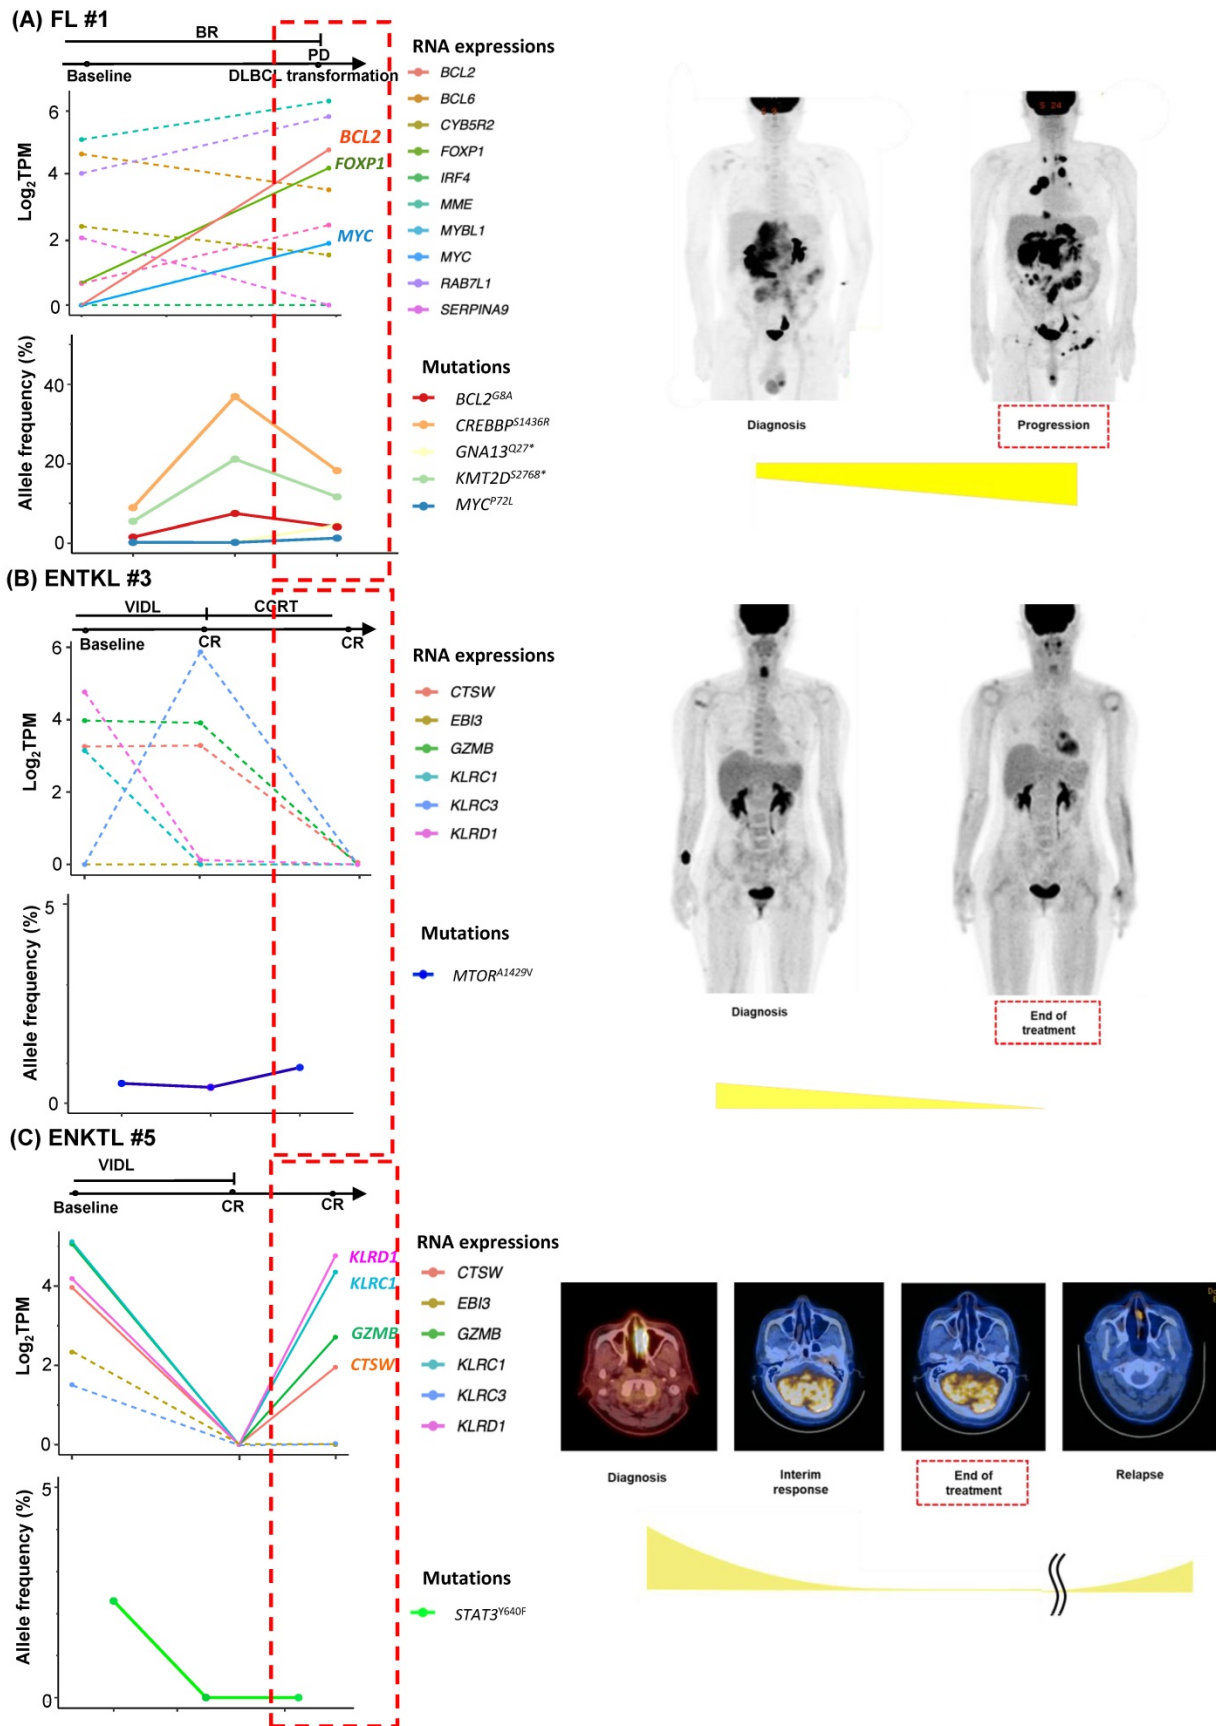 (A) FL #1
BR
PD
Baseline
DLBCL transformation
Log2TPM
6
4
2
0
BCL2
FOXP1
MYC
RNA expressions
BCL2
BCL6
CYB5R2
FOXP1
IRF4
MME
MYBL1
MYC
RAB7L1
SERPINA9
Allele frequency (%)
40
20
0
Mutations
BCL2G8A
CREBBPS1436R
GNA13Q27*
KMT2DS2768*
MYCP72L
S 24
Diagnosis
Progression
(B) ENTKL #3
VIDL
CCRT
Baseline
CR
CR
Log2TPM
6
4
2
0
RNA expressions
CTSW
EBI3
GZMB
KLRC1
KLRC3
KLRD1
Allele frequency (%)
5
0
Mutations
MTORA1429V
Diagnosis
End of
treatment
(C) ENKTL #5
VIDL
Baseline
CR
CR
Log2TPM
4
2
0
KLRD1
KLRC1
GZMB
CTSW
RNA expressions
CTSW
EBI3
GZMB
KLRC1
KLRC3
KLRD1
Allele frequency (%)
5
0
Mutations
STAT3Y640F
Diagnosis
Interim
response
End of
treatment
Relapse